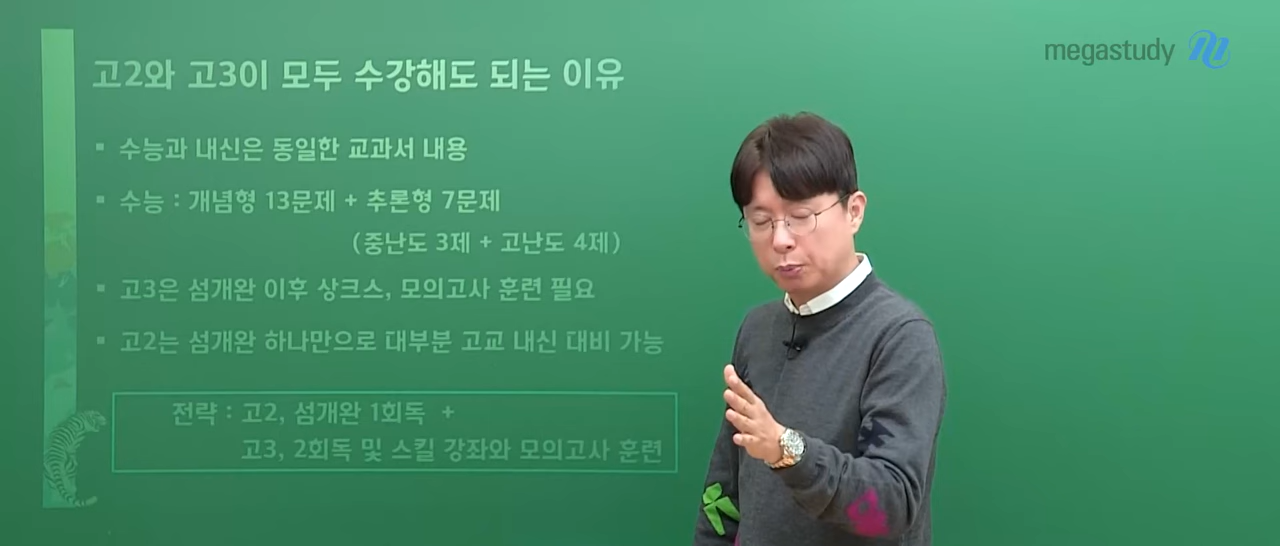 megastudy
고2와 고3이 모두 수강해도 되는 이유
▪ 수능과 내신은 동일한 교과서 내용
▪ 수능 : 개념형 13문제 + 추론형 7문제
(중난도 3제 + 고난도 4제)
▪ 고3은 섬개완 이후 상크스, 모의고사 훈련 필요
▪ 고2는 섬개완 하나만으로 대부분 고교 내신 대비 가능
전략 : 고2, 섬개완 1회독 +
고3, 2회독 및 스킬 강좌와 모의고사 훈련